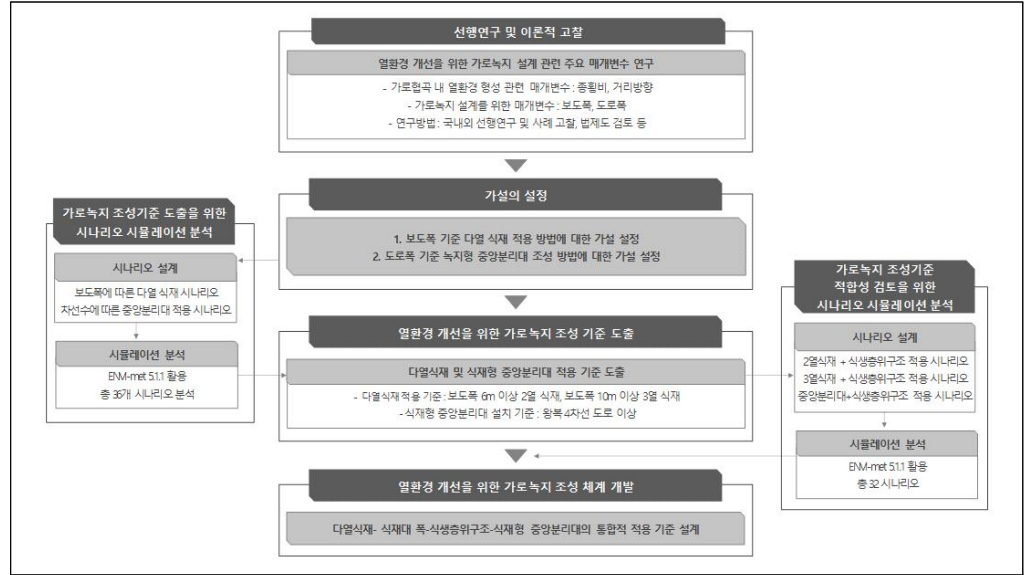 선행연구 및 이론적 고찰
열환경 개선을 위한 가로녹지 설계 관련 주요 매개변수 연구
- 가로협곡 내 열환경 형성 관련 매개변수 : 종횡비, 거리방향
- 가로녹지 설계를 위한 매개변수 : 보도폭, 도로폭
- 연구방법 : 국내외 선행연구 및 사례 고찰, 법제도 검토 등
가설의 설정
1. 보도폭 기준 다열 식재 적용 방법에 대한 가설 설정
2. 도로폭 기준 녹지형 중앙분리대 조성 방법에 대한 가설 설정
가로녹지 조성기준 도출을 위한
시나리오 시뮬레이션 분석
시나리오 설계
보도폭에 따른 다열 식재 시나리오
차선수에 따른 중앙분리대 적용 시나리오
시뮬레이션 분석
ENVI-met 5.1.1 활용
총 36개 시나리오 분석
열환경 개선을 위한 가로녹지 조성 기준 도출
다열식재 및 식재형 중앙분리대 적용 기준 도출
- 다열식재 적용 기준 : 보도폭 6m 이상 2열 식재, 보도폭 10m 이상 3열 식재
- 식재형 중앙분리대 설치 기준 : 왕복 4차선 도로 이상
가로녹지 조성기준
적합성 검토를 위한
시나리오 시뮬레이션 분석
시나리오 설계
2열식재 + 식생층위구조 적용 시나리오
3열식재 + 식생층위구조 적용 시나리오
중앙분리대+식생층위구조 적용 시나리오
시뮬레이션 분석
ENVI-met 5.1.1 활용
총 32 시나리오
열환경 개선을 위한 가로녹지 조성 체계 개발
다열식재- 식재대 폭-식생층위구조-식재형 중앙분리대의 통합적 적용 기준 설계